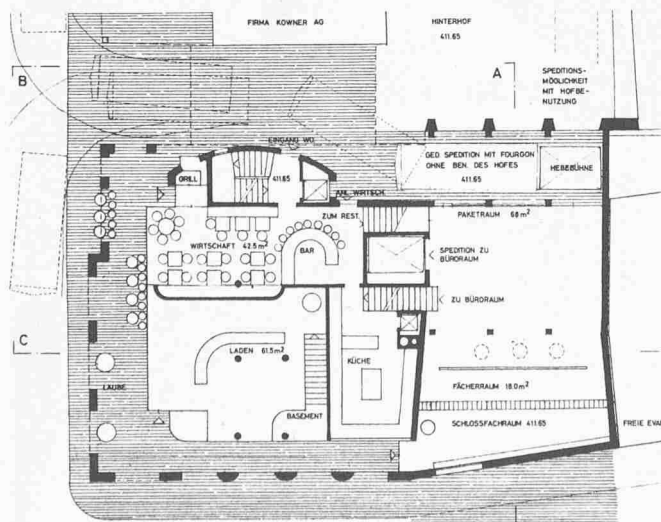 FIRMA KOWNER AG
HINTERHOF
411.65
B
A
SPEDITIONS-
MÖGLICHKEIT
MIT HOFBE-
NUTZUNG
EINGANG WO.
GED SPEDITION MIT FOURGON
OHNE BEN. DES HOFES
411.65
HEBEBÜHNE
GRILL
411.65
ANL. WIRTSCH.
ZUM REST.
PAKETRAUM 68 m²
WIRTSCHAFT 42.5 m²
BAR
SPEDITION ZU
BÜRORAUM
ZU BÜRORAUM
C
LADEN 61.5 m²
KÜCHE
LAUBE
FÄCHERRAUM 18.0 m²
BASEMENT
SCHLOSSFACHRAUM 411.65
FREIE EVA